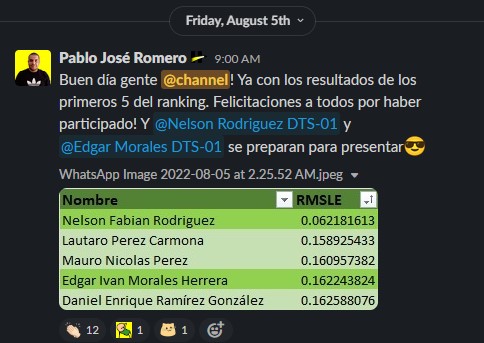 Friday, August 5th
Pablo José Romero 9:00 AM
Buen día gente @channel! Ya con los resultados de los
primeros 5 del ranking. Felicitaciones a todos por haber
participado! Y @Nelson Rodriguez DTS-01 y
@Edgar Morales DTS-01 se preparan para presentar😎
WhatsApp Image 2022-08-05 at 2.25.52 AM.jpeg
Nombre RMSLE
Nelson Fabian Rodriguez 0.062181613
Lautaro Perez Carmona 0.158925433
Mauro Nicolas Perez 0.160957382
Edgar Ivan Morales Herrera 0.162243824
Daniel Enrique Ramírez González 0.162588076
12 1 1